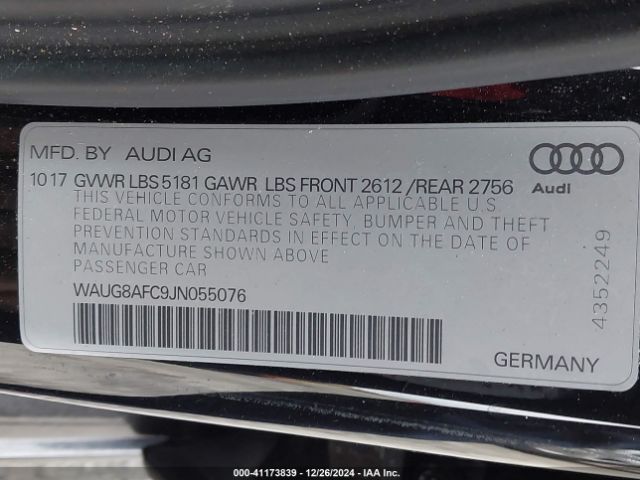 MFD. BY AUDI AG
1017 GVWR LBS 5181 GAWR LBS FRONT 2612 /REAR 2756
Audi
THIS VEHICLE CONFORMS TO ALL APPLICABLE U.S.
FEDERAL MOTOR VEHICLE SAFETY, BUMPER AND THEFT
PREVENTION STANDARDS IN EFFECT ON THE DATE OF
MANUFACTURE SHOWN ABOVE
PASSENGER CAR
WAUG8AFC9JN055076
4352249
GERMANY
000-41173839 • 12/26/2024 • IAA Inc.